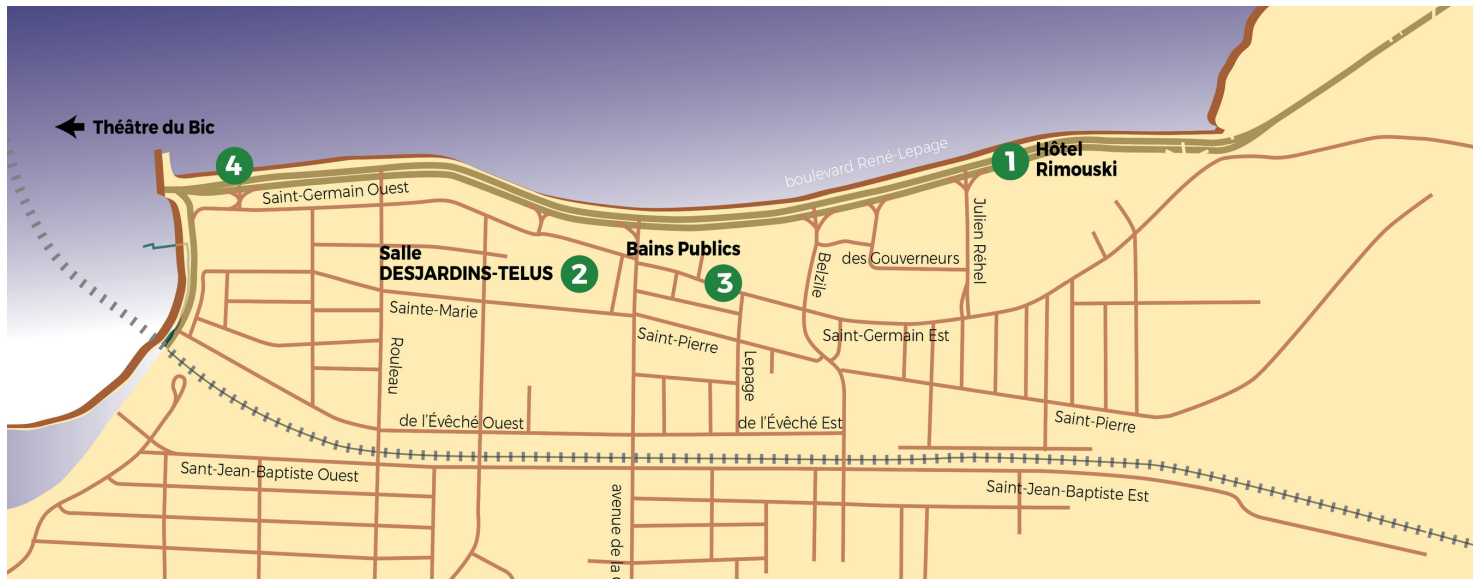 Théâtre du Bic
4
boulevard René-Lepage
1
Hôtel
Rimouski
Saint-Germain Ouest
Julien Réhel
Salle
DESJARDINS-TELUS
2
Bains Publics
3
Belzile
des Gouverneurs
Sainte-Marie
Saint-Pierre
Saint-Germain Est
Rouleau
Lepage
de l'Évêché Ouest
de l'Évêché Est
Saint-Pierre
Sant-Jean-Baptiste Ouest
Saint-Jean-Baptiste Est
avenue de la